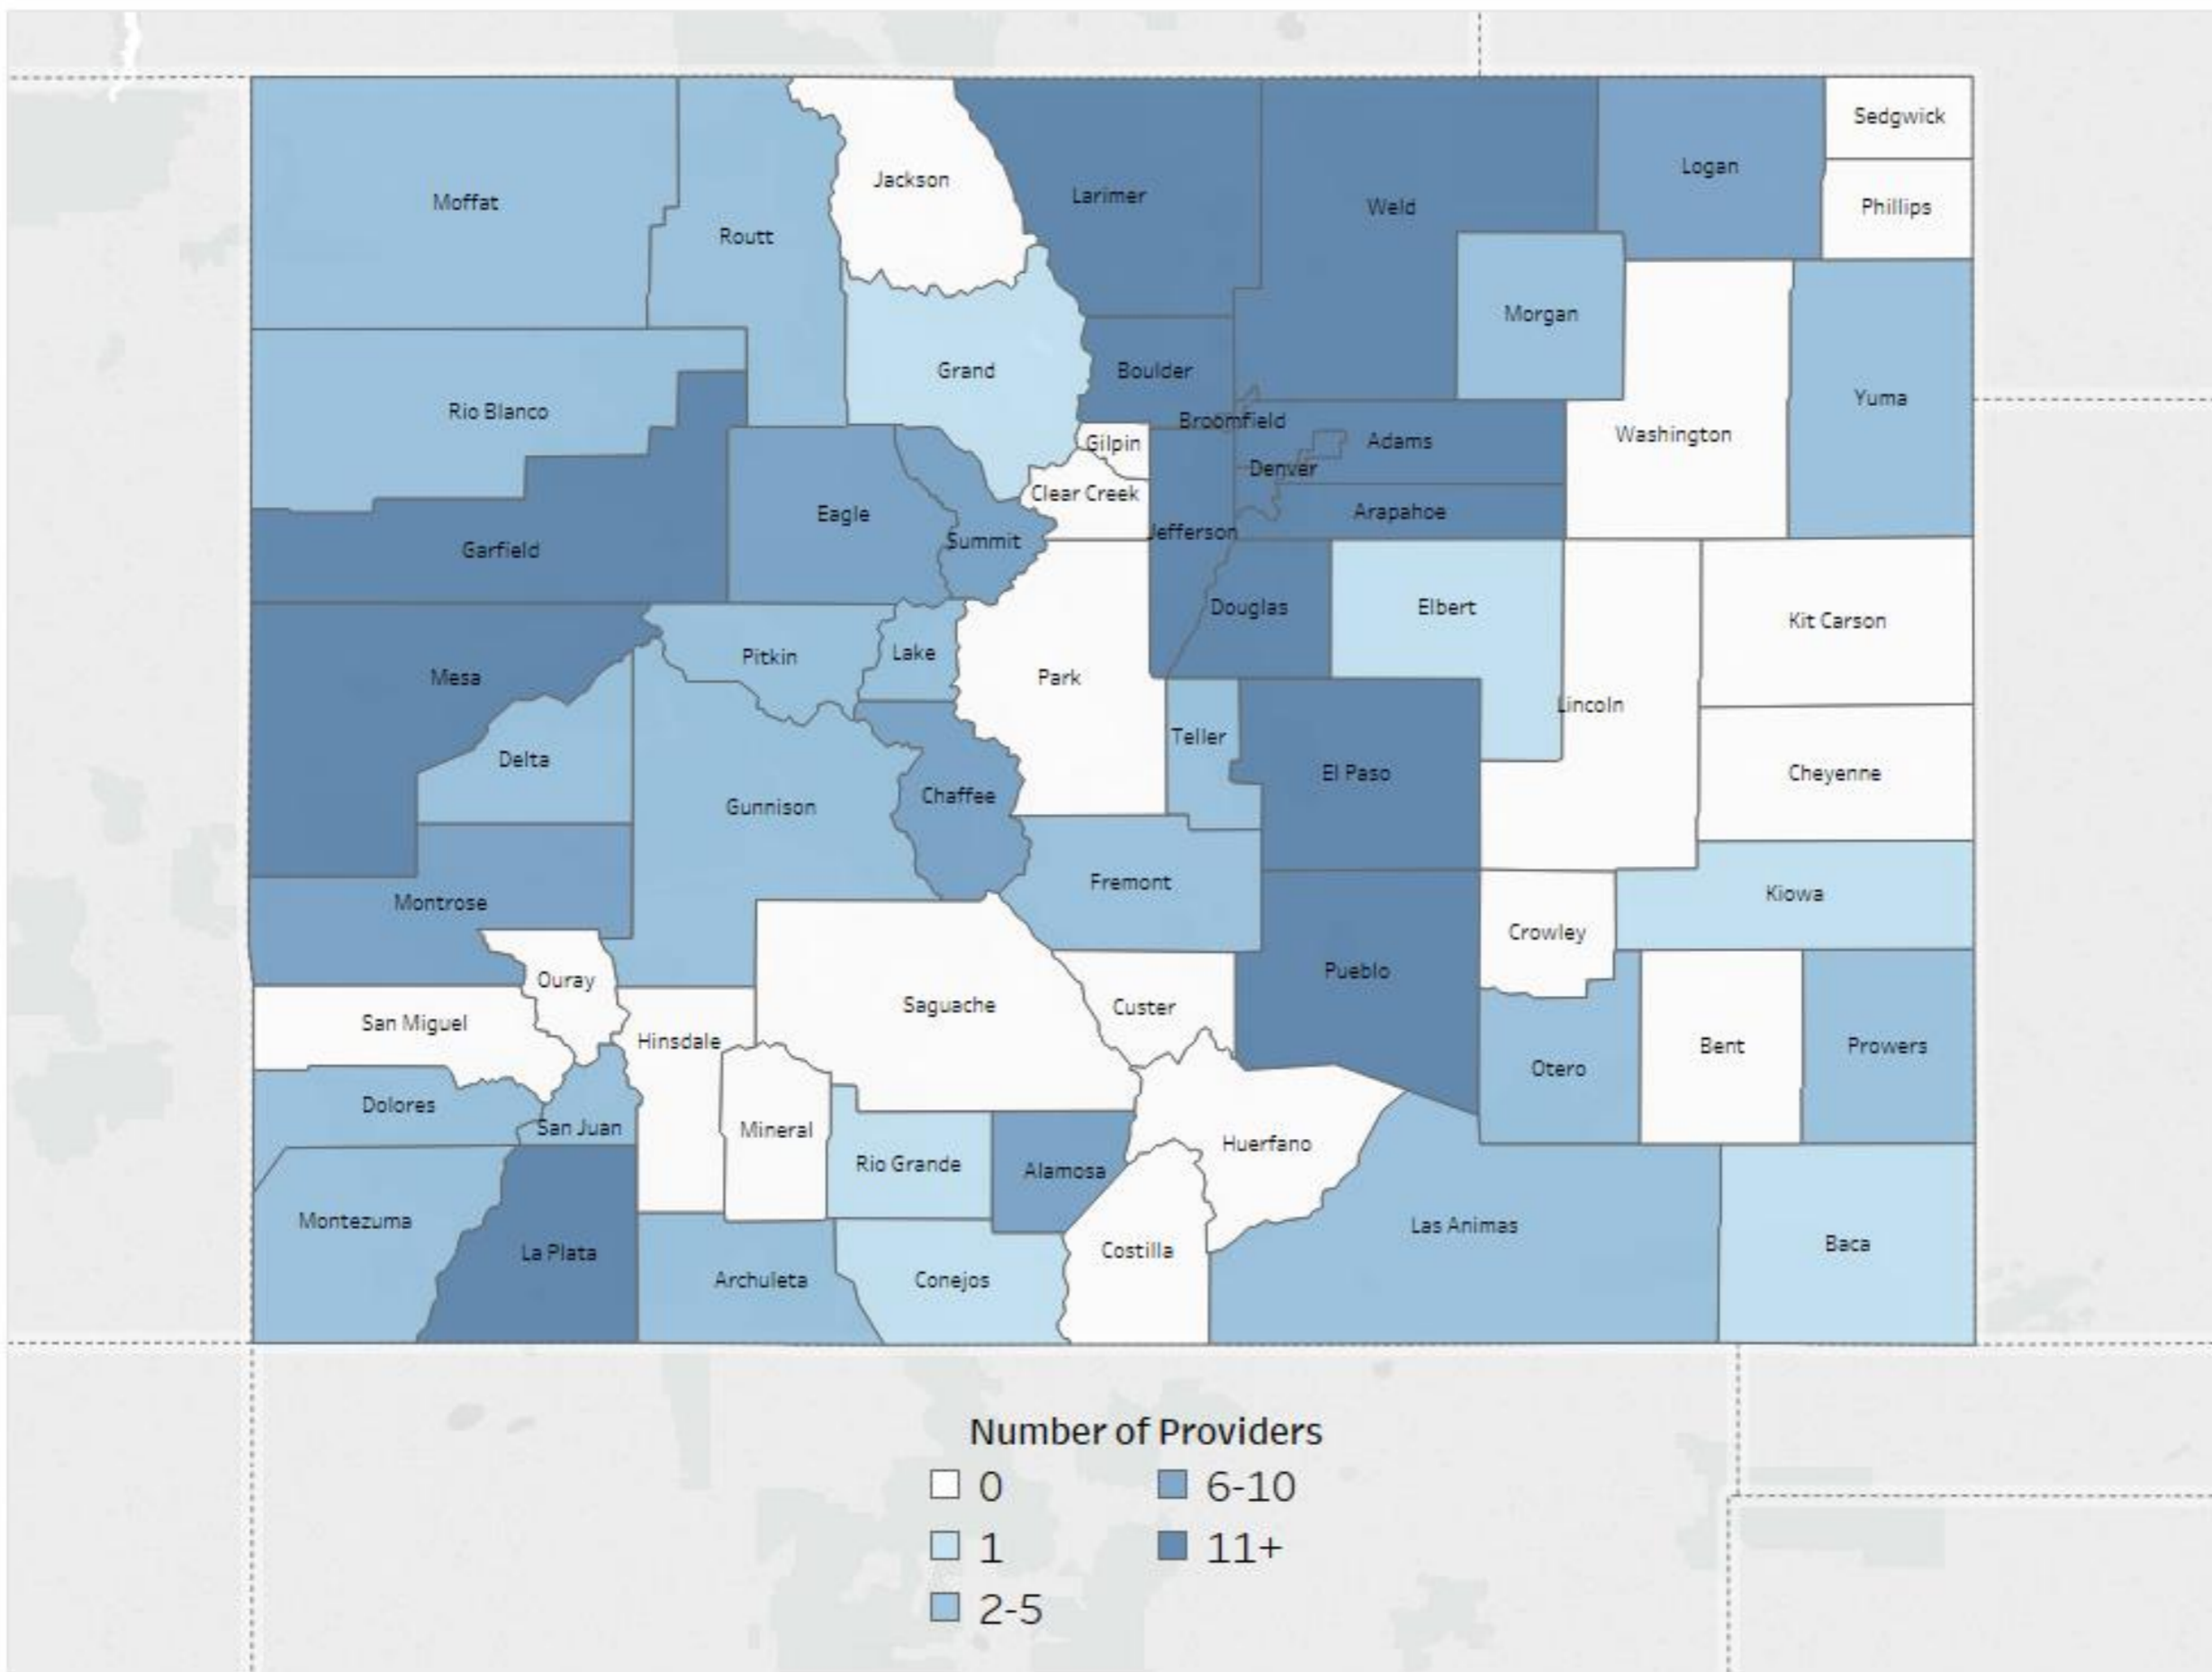 Sedgwick
Logan
Jackson
Larimer
Moffat
Weld
Phillips
Routt
Morgan
Grand
Boulder
Yuma
Rio Blanco
Broomfield
Washington
Gilpin
Adams
Denver
Clear Creek
Eagle
Arapahoe
Jefferson
Summit
Garfield
Douglas
Elbert
Kit Carson
Lake
Pitkin
Mesa
Park
Lincoln
Teller
Delta
El Paso
Cheyenne
Chaffee
Gunnison
Fremont
Kiowa
Montrose
Crowley
Pueblo
Ouray
Saguache
Custer
San Miguel
Hinsdale
Bent
Prowers
Otero
Dolores
San Juan
Mineral
Huerfano
Rio Grande
Alamosa
Montezuma
Las Animas
Baca
La Plata
Costilla
Archuleta
Conejos
Number of Providers
0
6-10
1
11+
2-5